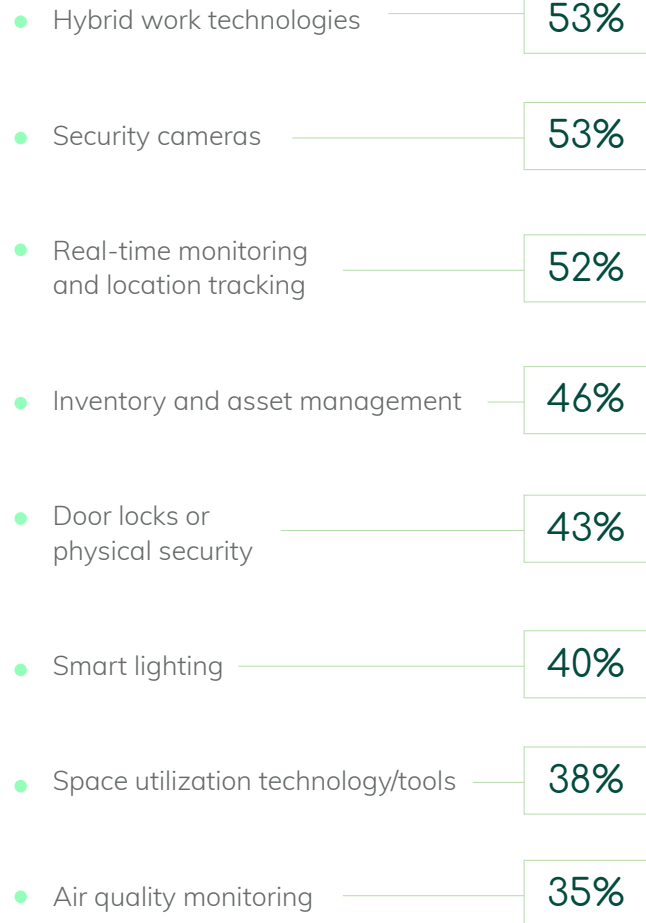 Hybrid work technologies 53%
Security cameras 53%
Real-time monitoring
and location tracking 52%
Inventory and asset management 46%
Door locks or
physical security 43%
Smart lighting 40%
Space utilization technology/tools 38%
Air quality monitoring 35%